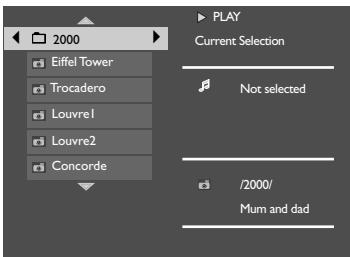 2000
Eiffel Tower
Trocadero
Louvre1
Louvre2
Concorde
PLAY
Current Selection
Not selected
/2000/
Mum and dad